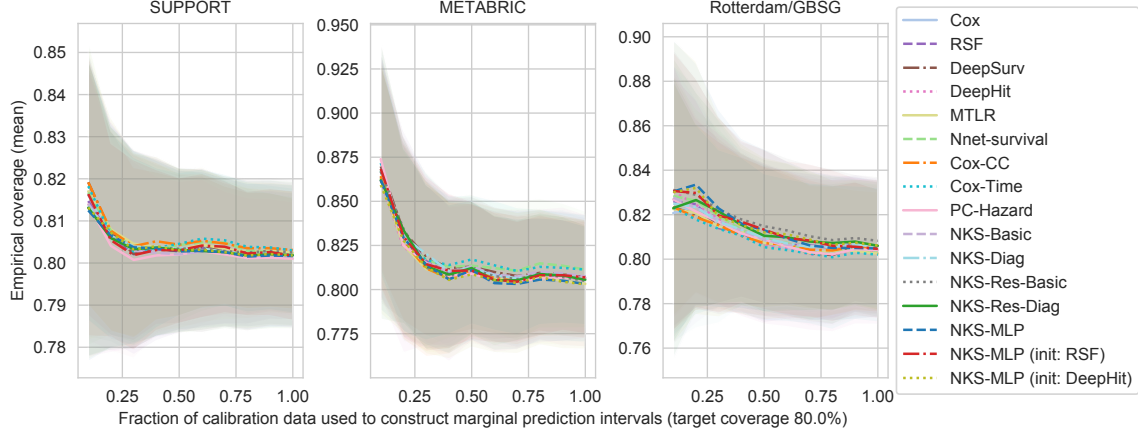 SUPPORT
METABRIC
Rotterdam/GBSG
Empirical coverage (mean)
0.85
0.84
0.83
0.82
0.81
0.80
0.79
0.78
0.25 0.50 0.75 1.00
0.950
0.925
0.900
0.875
0.850
0.825
0.800
0.775
0.25 0.50 0.75 1.00
0.90
0.88
0.86
0.84
0.82
0.80
0.78
0.76
0.25 0.50 0.75 1.00
Fraction of calibration data used to construct marginal prediction intervals (target coverage 80.0%)
Cox
RSF
DeepSurv
DeepHit
MTLR
Nnet-survival
Cox-CC
Cox-Time
PC-Hazard
NKS-Basic
NKS-Diag
NKS-Res-Basic
NKS-Res-Diag
NKS-MLP
NKS-MLP (init: RSF)
NKS-MLP (init: DeepHit)